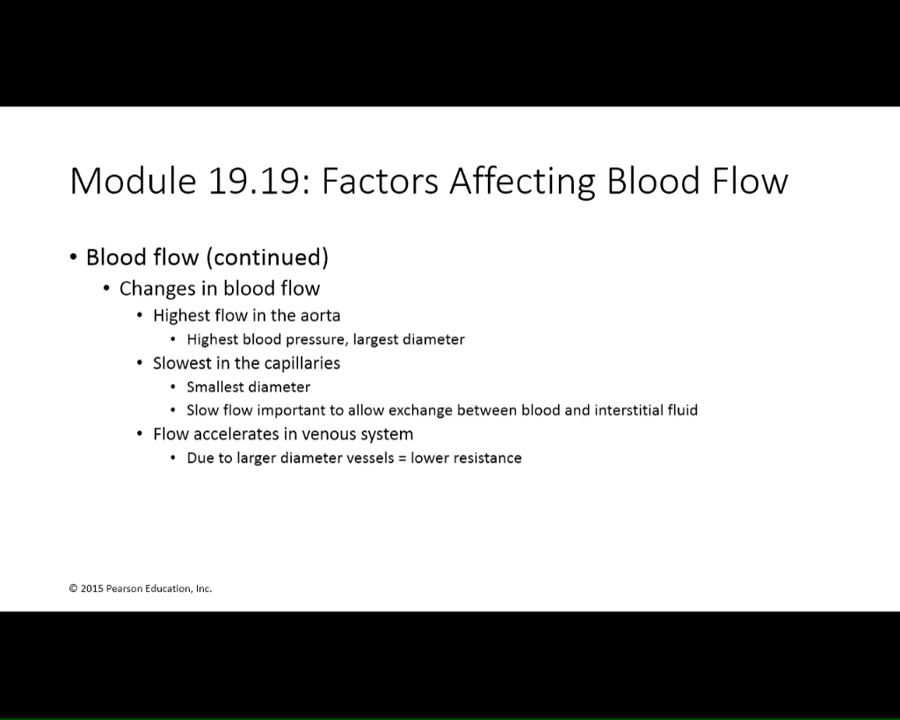 Module 19.19: Factors Affecting Blood Flow
• Blood flow (continued)
• Changes in blood flow
• Highest flow in the aorta
• Highest blood pressure, largest diameter
• Slowest in the capillaries
• Smallest diameter
• Slow flow important to allow exchange between blood and interstitial fluid
• Flow accelerates in venous system
• Due to larger diameter vessels = lower resistance
© 2015 Pearson Education, Inc.